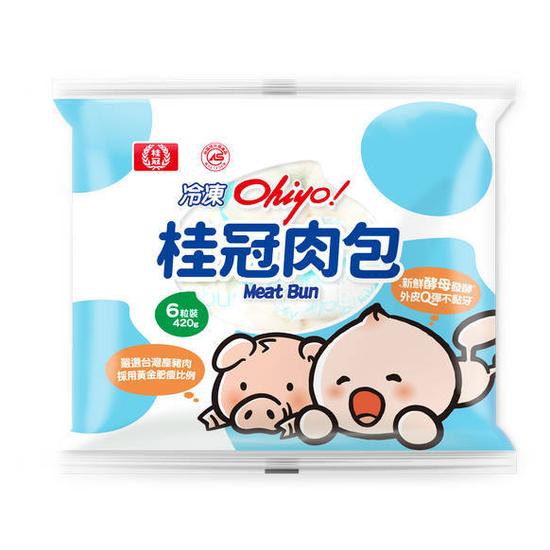 桂冠
冷凍 Ohiyo!
桂冠肉包
Meat Bun
新鮮酵母發酵
外皮Q彈不黏牙
6粒裝
420g
嚴選台灣產豬肉
採用黃金肥瘦比例